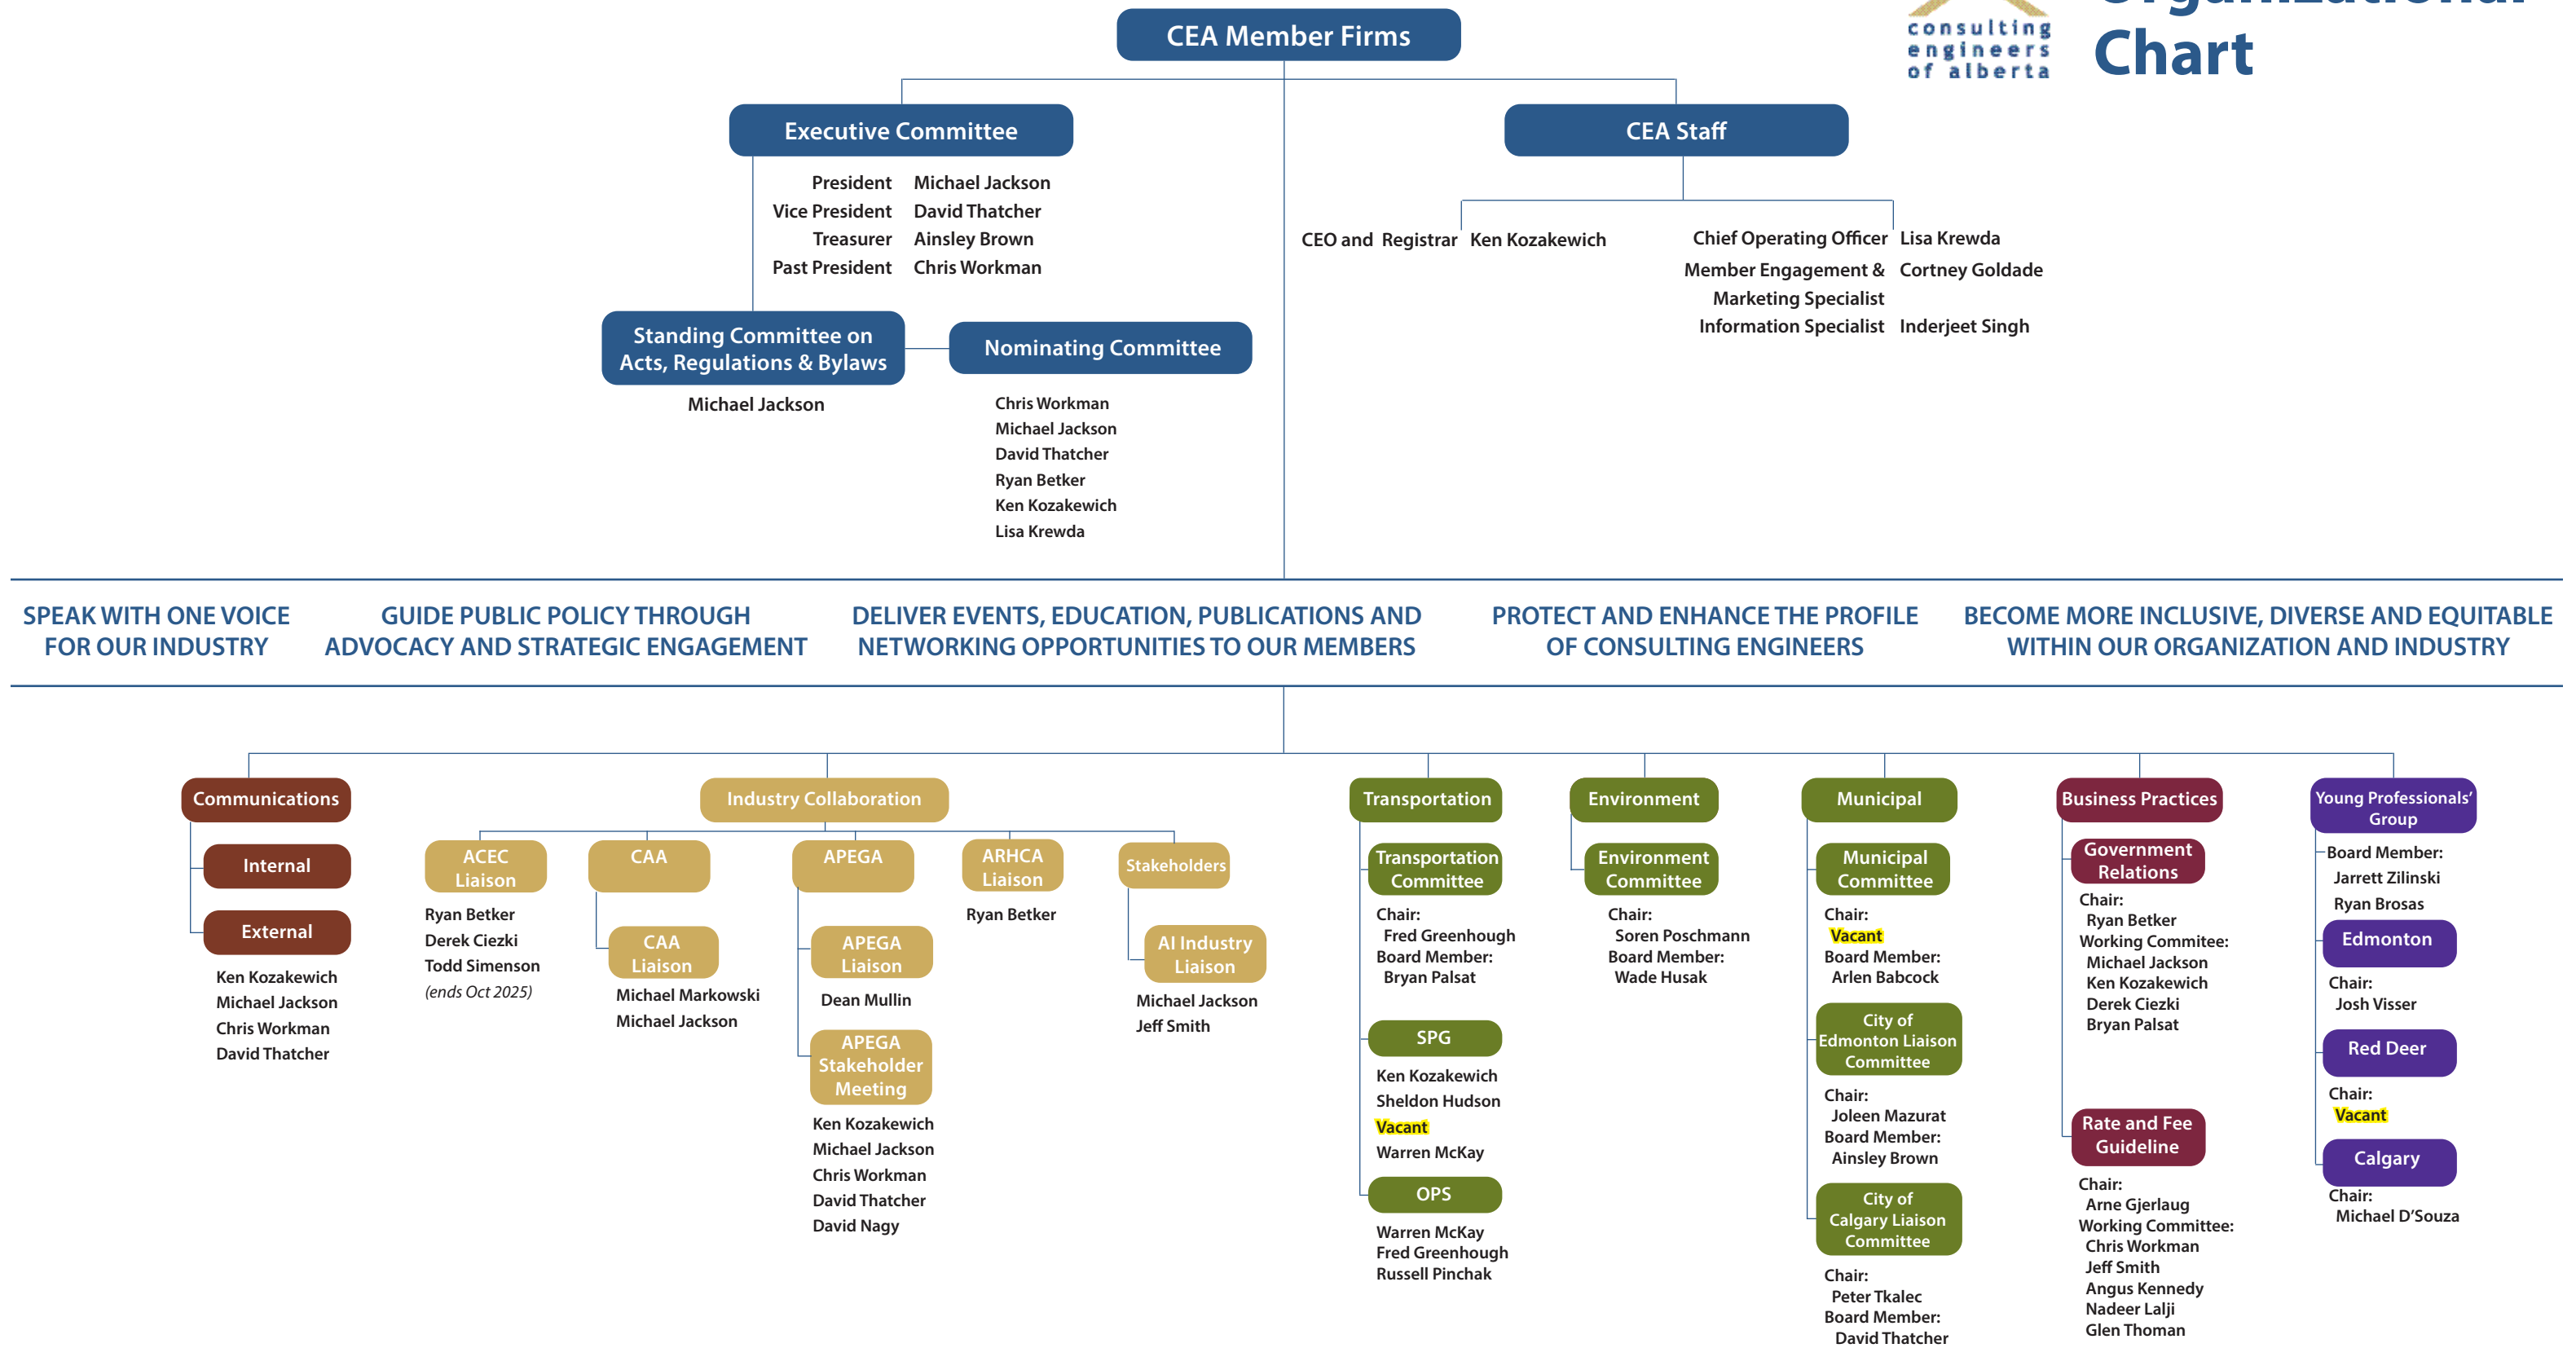 CEA Member Firms
consulting
engineers
of alberta
Organizational
Chart
Executive Committee
President Michael Jackson
Vice President David Thatcher
Treasurer Ainsley Brown
Past President Chris Workman
CEA Staff
CEO and Registrar Ken Kozakewich
Chief Operating Officer Lisa Krewda
Member Engagement & Cortney Goldade
Marketing Specialist
Information Specialist Inderjeet Singh
Standing Committee on
Acts, Regulations & Bylaws
Michael Jackson
Nominating Committee
Chris Workman
Michael Jackson
David Thatcher
Ryan Betker
Ken Kozakewich
Lisa Krewda
SPEAK WITH ONE VOICE
FOR OUR INDUSTRY
GUIDE PUBLIC POLICY THROUGH
ADVOCACY AND STRATEGIC ENGAGEMENT
DELIVER EVENTS, EDUCATION, PUBLICATIONS AND
NETWORKING OPPORTUNITIES TO OUR MEMBERS
PROTECT AND ENHANCE THE PROFILE
OF CONSULTING ENGINEERS
BECOME MORE INCLUSIVE, DIVERSE AND EQUITABLE
WITHIN OUR ORGANIZATION AND INDUSTRY
Communications
Internal
External
Ken Kozakewich
Michael Jackson
Chris Workman
David Thatcher
Industry Collaboration
ACEC
Liaison
Ryan Betker
Derek Ciezki
Todd Simenson
(ends Oct 2025)
CAA
CAA
Liaison
Michael Markowski
Michael Jackson
APEGA
APEGA
Liaison
Dean Mullin
APEGA
Stakeholder
Meeting
Ken Kozakewich
Michael Jackson
Chris Workman
David Thatcher
David Nagy
ARHCA
Liaison
Ryan Betker
Stakeholders
AI Industry
Liaison
Michael Jackson
Jeff Smith
Transportation
Transportation
Committee
Chair:
Fred Greenhough
Board Member:
Bryan Palsat
SPG
Ken Kozakewich
Sheldon Hudson
Vacant
Warren McKay
OPS
Warren McKay
Fred Greenhough
Russell Pinchak
Environment
Environment
Committee
Chair:
Soren Poschmann
Board Member:
Wade Husak
Municipal
Municipal
Committee
Chair:
Vacant
Board Member:
Arlen Babcock
City of
Edmonton Liaison
Committee
Chair:
Joleen Mazurat
Board Member:
Ainsley Brown
City of
Calgary Liaison
Committee
Chair:
Peter Tkalec
Board Member:
David Thatcher
Business Practices
Government
Relations
Chair:
Ryan Betker
Working Commitee:
Michael Jackson
Ken Kozakewich
Derek Ciezki
Bryan Palsat
Rate and Fee
Guideline
Chair:
Arne Gjerlaug
Working Committee:
Chris Workman
Jeff Smith
Angus Kennedy
Nadeer Lalji
Glen Thoman
Young Professionals'
Group
Board Member:
Jarrett Zilinski
Ryan Brosas
Edmonton
Chair:
Josh Visser
Red Deer
Chair:
Vacant
Calgary
Chair:
Michael D'Souza